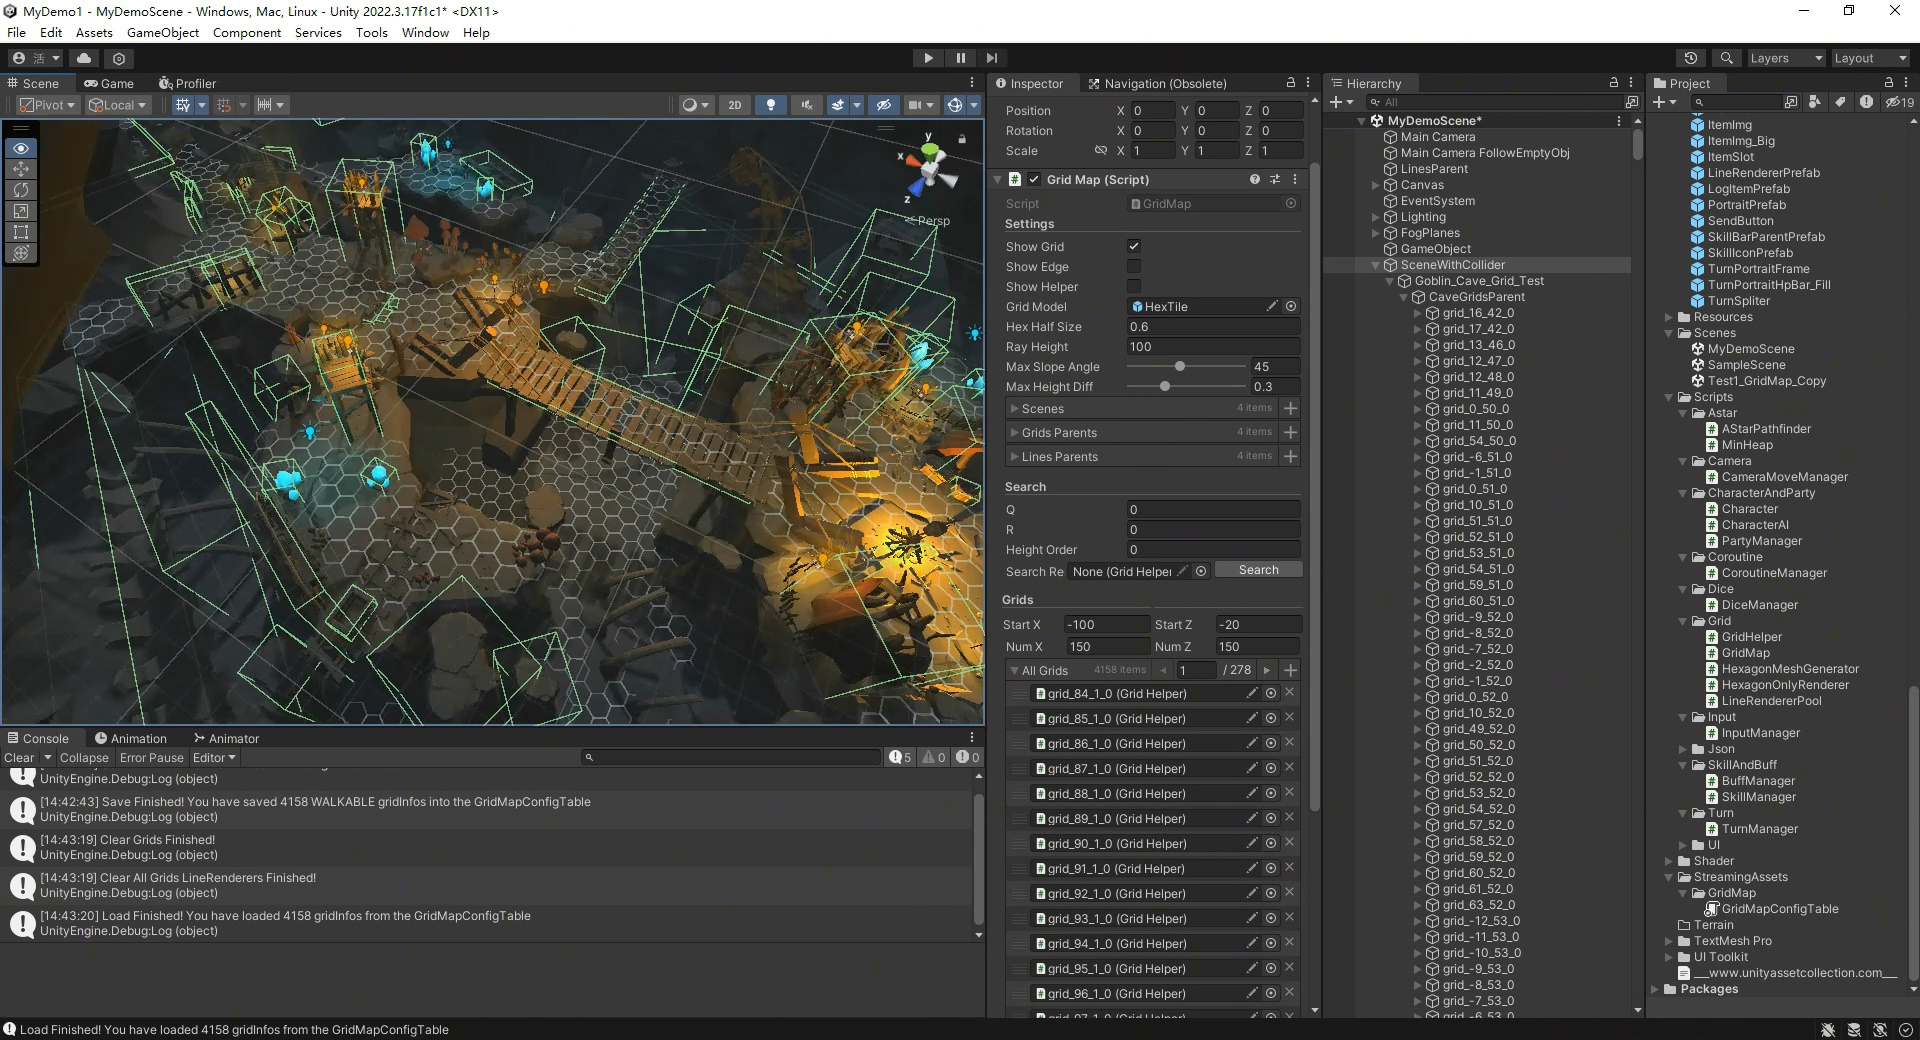 MyDemo1 - MyDemoScene - Windows, Mac, Linux - Unity 2022.3.17f1c1* <DX11>
File Edit Assets GameObject Component Services Tools Window Help
活
Layers
Layout
Scene
Game
Profiler
Pivot
Local
2D
y
x
z
Persp
Inspector
Navigation (Obsolete)
Position X 0 Y 0 Z 0
Rotation X 0 Y 0 Z 0
Scale X 1 Y 1 Z 1
# Grid Map (Script)
Script GridMap
Settings
Show Grid
Show Edge
Show Helper
Grid Model HexTile
Hex Half Size 0.6
Ray Height 100
Max Slope Angle 45
Max Height Diff 0.3
Scenes 4 items
Grids Parents 4 items
Lines Parents 4 items
Search
Q 0
R 0
Height Order 0
Search Re None (Grid Helper Search
Grids
Start X -100 Start Z -20
Num X 150 Num Z 150
All Grids 4158 items 1 / 278
grid_84_1_0 (Grid Helper)
grid_85_1_0 (Grid Helper)
grid_86_1_0 (Grid Helper)
grid_87_1_0 (Grid Helper)
grid_88_1_0 (Grid Helper)
grid_89_1_0 (Grid Helper)
grid_90_1_0 (Grid Helper)
grid_91_1_0 (Grid Helper)
grid_92_1_0 (Grid Helper)
grid_93_1_0 (Grid Helper)
grid_94_1_0 (Grid Helper)
grid_95_1_0 (Grid Helper)
grid_96_1_0 (Grid Helper)
Hierarchy
All
MyDemoScene*
Main Camera
Main Camera FollowEmptyObj
LinesParent
Canvas
EventSystem
Lighting
FogPlanes
GameObject
SceneWithCollider
Goblin_Cave_Grid_Test
CaveGridsParent
grid_16_42_0
grid_17_42_0
grid_13_46_0
grid_12_47_0
grid_12_48_0
grid_11_49_0
grid_0_50_0
grid_11_50_0
grid_54_50_0
grid_-6_51_0
grid_-1_51_0
grid_0_51_0
grid_10_51_0
grid_51_51_0
grid_52_51_0
grid_53_51_0
grid_54_51_0
grid_59_51_0
grid_60_51_0
grid_-9_52_0
grid_-8_52_0
grid_-7_52_0
grid_-2_52_0
grid_-1_52_0
grid_0_52_0
grid_10_52_0
grid_49_52_0
grid_50_52_0
grid_51_52_0
grid_52_52_0
grid_53_52_0
grid_54_52_0
grid_57_52_0
grid_58_52_0
grid_59_52_0
grid_60_52_0
grid_61_52_0
grid_63_52_0
grid_-12_53_0
grid_-11_53_0
grid_-10_53_0
grid_-9_53_0
grid_-8_53_0
grid_-7_53_0
Project
19
ItemImg
ItemImg_Big
ItemSlot
LineRendererPrefab
LogItemPrefab
PortraitPrefab
SendButton
SkillBarParentPrefab
SkillIconPrefab
TurnPortraitFrame
TurnPortraitHpBar_Fill
TurnSpliter
Resources
Scenes
MyDemoScene
SampleScene
Test1_GridMap_Copy
Scripts
Astar
AStarPathfinder
MinHeap
Camera
CameraMoveManager
CharacterAndParty
Character
CharacterAI
PartyManager
Coroutine
CoroutineManager
Dice
DiceManager
Grid
GridHelper
GridMap
HexagonMeshGenerator
HexagonOnlyRenderer
LineRendererPool
Input
InputManager
Json
SkillAndBuff
BuffManager
SkillManager
Turn
TurnManager
UI
Shader
StreamingAssets
GridMap
GridMapConfigTable
Terrain
TextMesh Pro
UI Toolkit
__www.unityassetcollection.com__
Packages
Console
Animation
Animator
Clear Collapse Error Pause Editor 5 0 0
UnityEngine.Debug:Log (object)
[14:42:43] Save Finished! You have saved 4158 WALKABLE gridInfos into the GridMapConfigTable
UnityEngine.Debug:Log (object)
[14:43:19] Clear Grids Finished!
UnityEngine.Debug:Log (object)
[14:43:19] Clear All Grids LineRenderers Finished!
UnityEngine.Debug:Log (object)
[14:43:20] Load Finished! You have loaded 4158 gridInfos from the GridMapConfigTable
UnityEngine.Debug:Log (object)
Load Finished! You have loaded 4158 gridInfos from the GridMapConfigTable